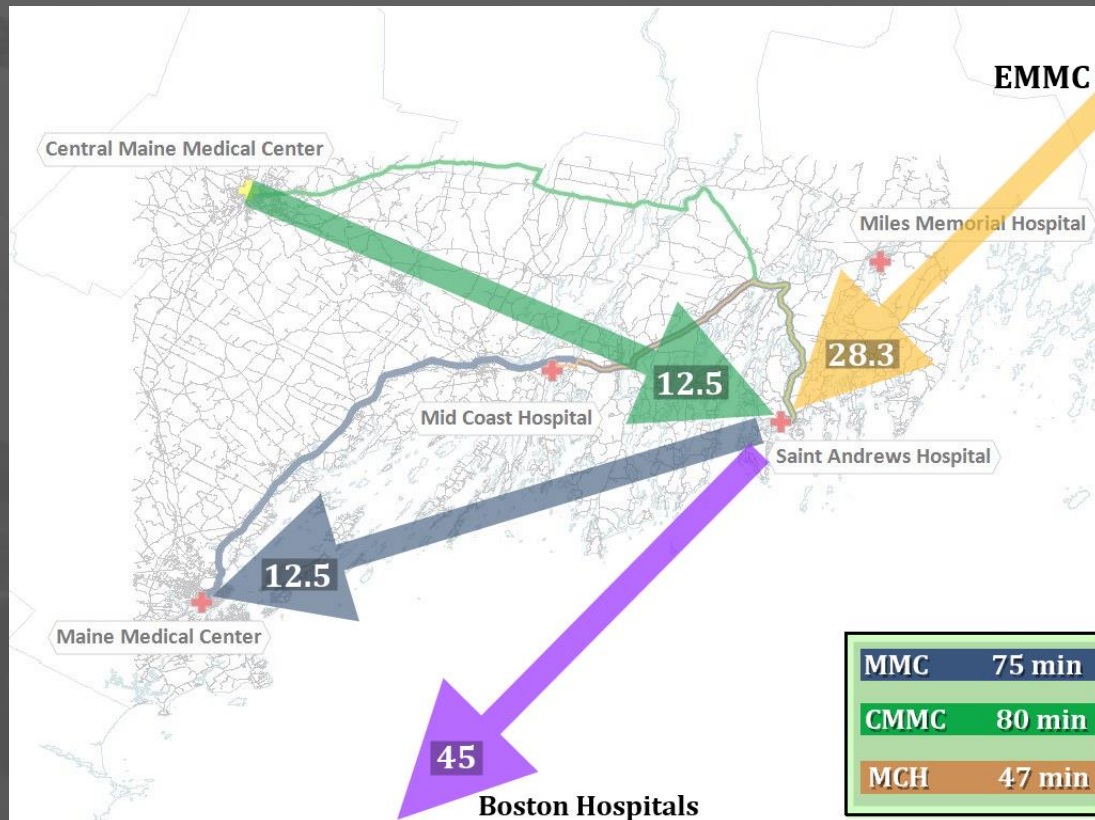 EMMC
Central Maine Medical Center
Miles Memorial Hospital
28.3
12.5
Mid Coast Hospital
Saint Andrews Hospital
12.5
Maine Medical Center
MMC 75 min
CMMC 80 min
MCH 47 min
45
Boston Hospitals